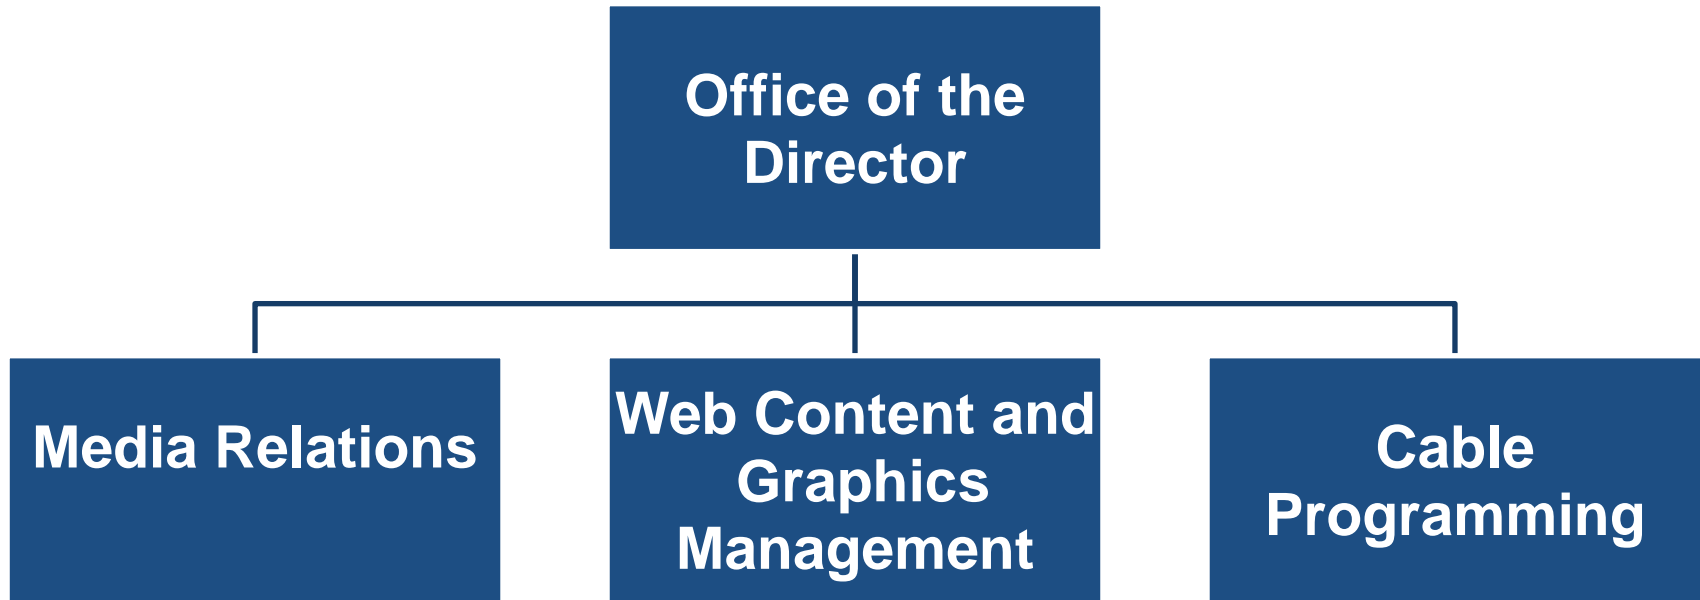 Office of the
Director
Media Relations
Web Content and
Graphics
Management
Cable
Programming